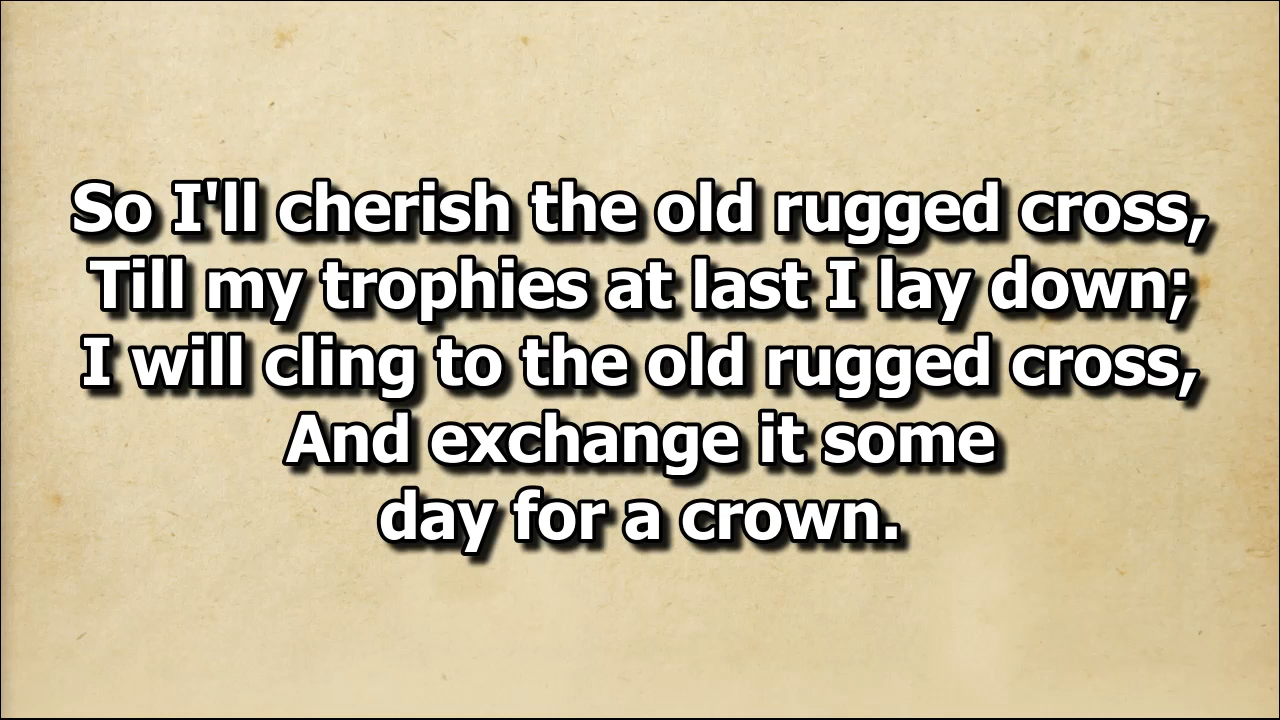 So I'll cherish the old rugged cross,
Till my trophies at last I lay down;
I will cling to the old rugged cross,
And exchange it some
day for a crown.